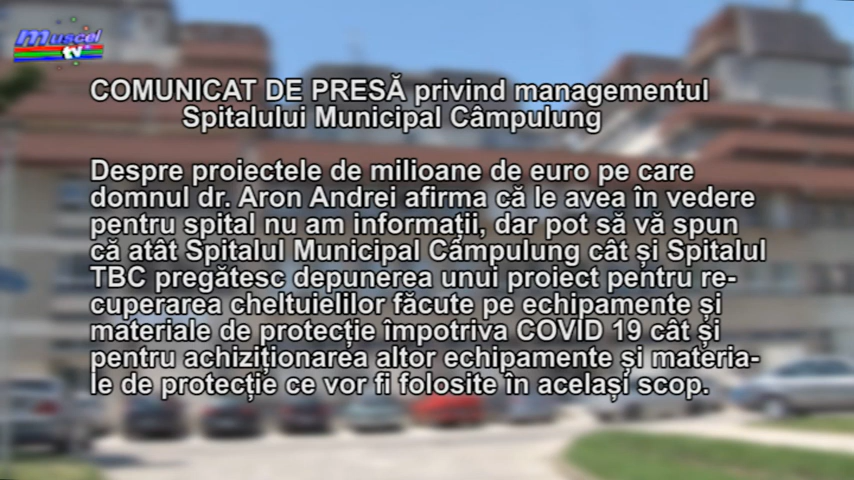 muscel
tv
COMUNICAT DE PRESĂ privind managementul
Spitalului Municipal Câmpulung
Despre proiectele de milioane de euro pe care
domnul dr. Aron Andrei afirma că le avea în vedere
pentru spital nu am informații, dar pot să vă spun
că atât Spitalul Municipal Câmpulung cât și Spitalul
TBC pregătesc depunerea unui proiect pentru re-
cuperarea cheltuielilor făcute pe echipamente și
materiale de protecție împotriva COVID 19 cât și
pentru achiziționarea altor echipamente și materia-
le de protecție ce vor fi folosite în același scop.